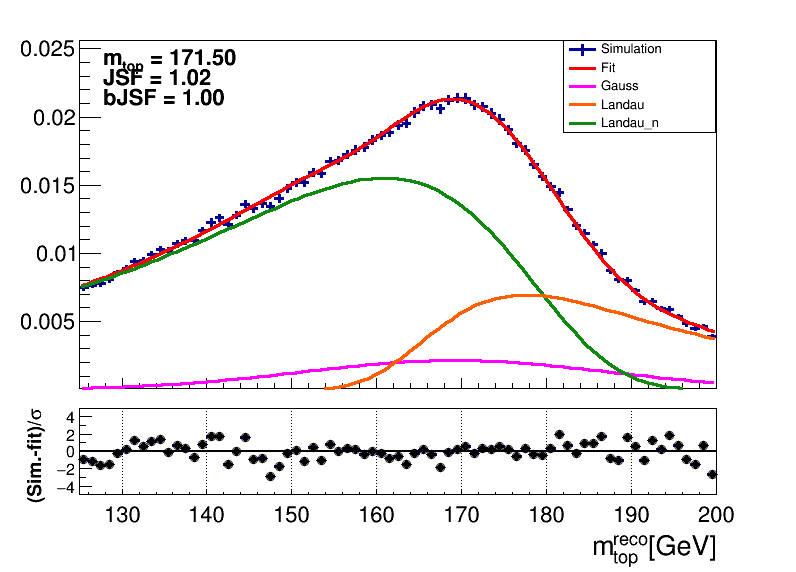 0.025
0.02
0.015
0.01
0.005
m_top = 171.50
JSF = 1.02
bJSF = 1.00
Simulation
Fit
Gauss
Landau
Landau_n
(Sim.-fit)/σ
4
2
0
−2
−4
130 140 150 160 170 180 190 200
m_top^reco[GeV]